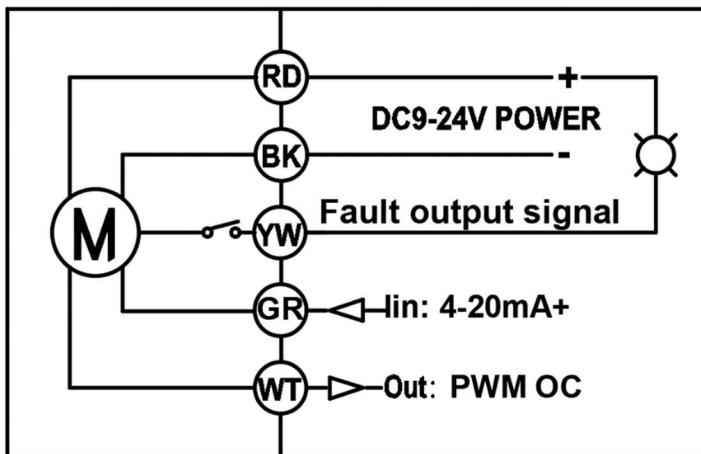 RD
+
DC9-24V POWER
BK
-
M
YW
Fault output signal
GR
Iin: 4-20mA+
WT
Out: PWM OC